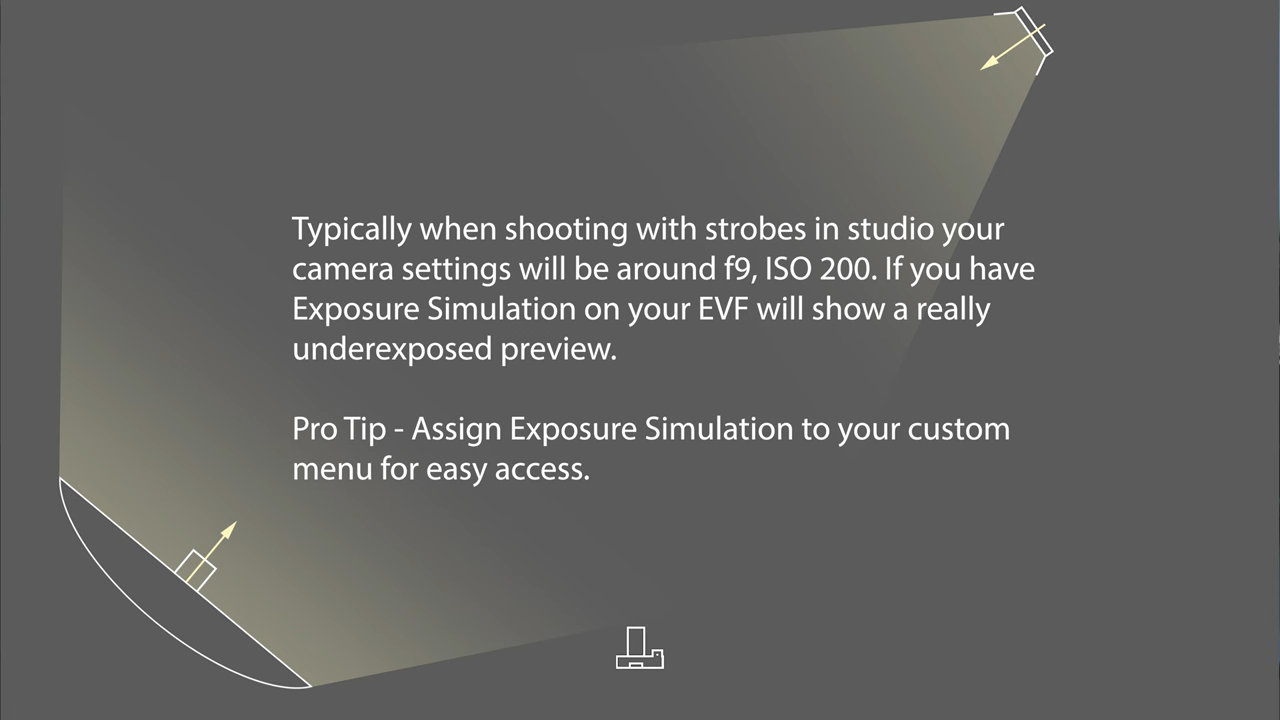 Typically when shooting with strobes in studio your
camera settings will be around f9, ISO 200. If you have
Exposure Simulation on your EVF will show a really
underexposed preview.
Pro Tip - Assign Exposure Simulation to your custom
menu for easy access.